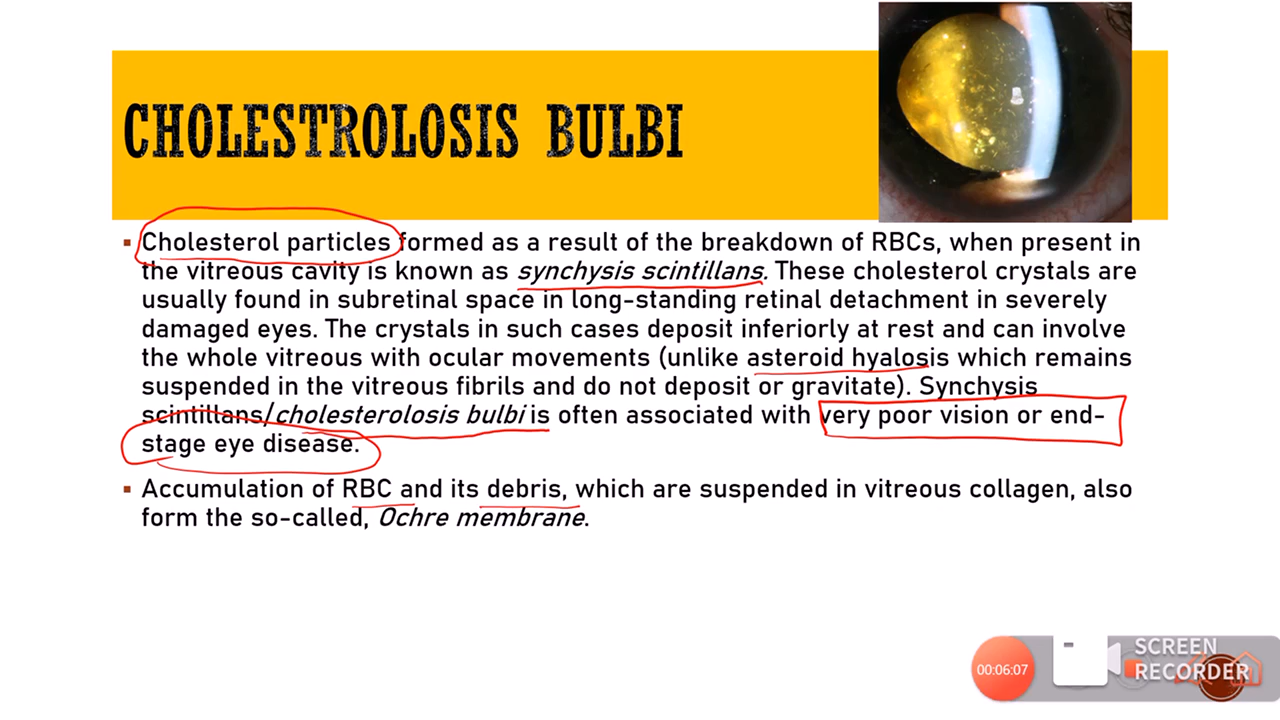 CHOLESTROLOSIS BULBI
▪ Cholesterol particles formed as a result of the breakdown of RBCs, when present in
the vitreous cavity is known as synchysis scintillans. These cholesterol crystals are
usually found in subretinal space in long-standing retinal detachment in severely
damaged eyes. The crystals in such cases deposit inferiorly at rest and can involve
the whole vitreous with ocular movements (unlike asteroid hyalosis which remains
suspended in the vitreous fibrils and do not deposit or gravitate). Synchysis
scintillans/cholesterolosis bulbi is often associated with very poor vision or end-
stage eye disease.
▪ Accumulation of RBC and its debris, which are suspended in vitreous collagen, also
form the so-called, Ochre membrane.
00:06:07
SCREEN
RECORDER